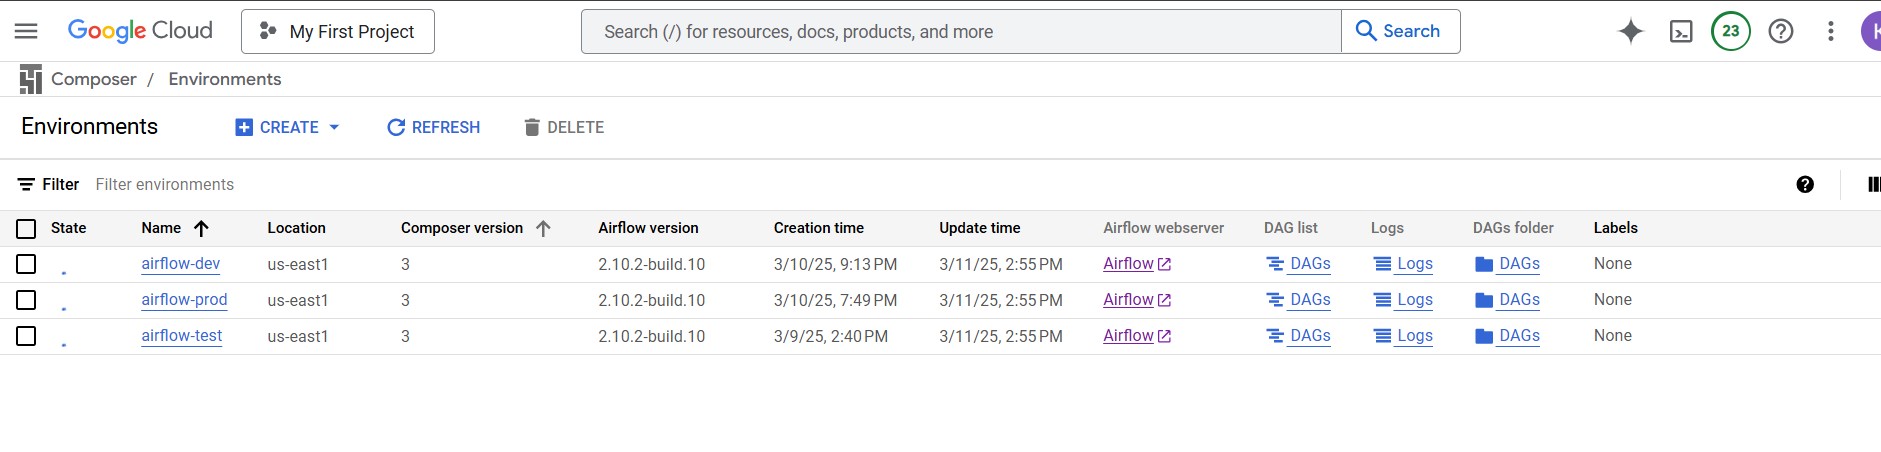 Google Cloud My First Project Search (/) for resources, docs, products, and more Search 23 K
Composer / Environments
Environments CREATE REFRESH DELETE
Filter Filter environments
State Name Location Composer version Airflow version Creation time Update time Airflow webserver DAG list Logs DAGs folder Labels
airflow-dev us-east1 3 2.10.2-build.10 3/10/25, 9:13 PM 3/11/25, 2:55 PM Airflow DAGs Logs DAGs None
airflow-prod us-east1 3 2.10.2-build.10 3/10/25, 7:49 PM 3/11/25, 2:55 PM Airflow DAGs Logs DAGs None
airflow-test us-east1 3 2.10.2-build.10 3/9/25, 2:40 PM 3/11/25, 2:55 PM Airflow DAGs Logs DAGs None